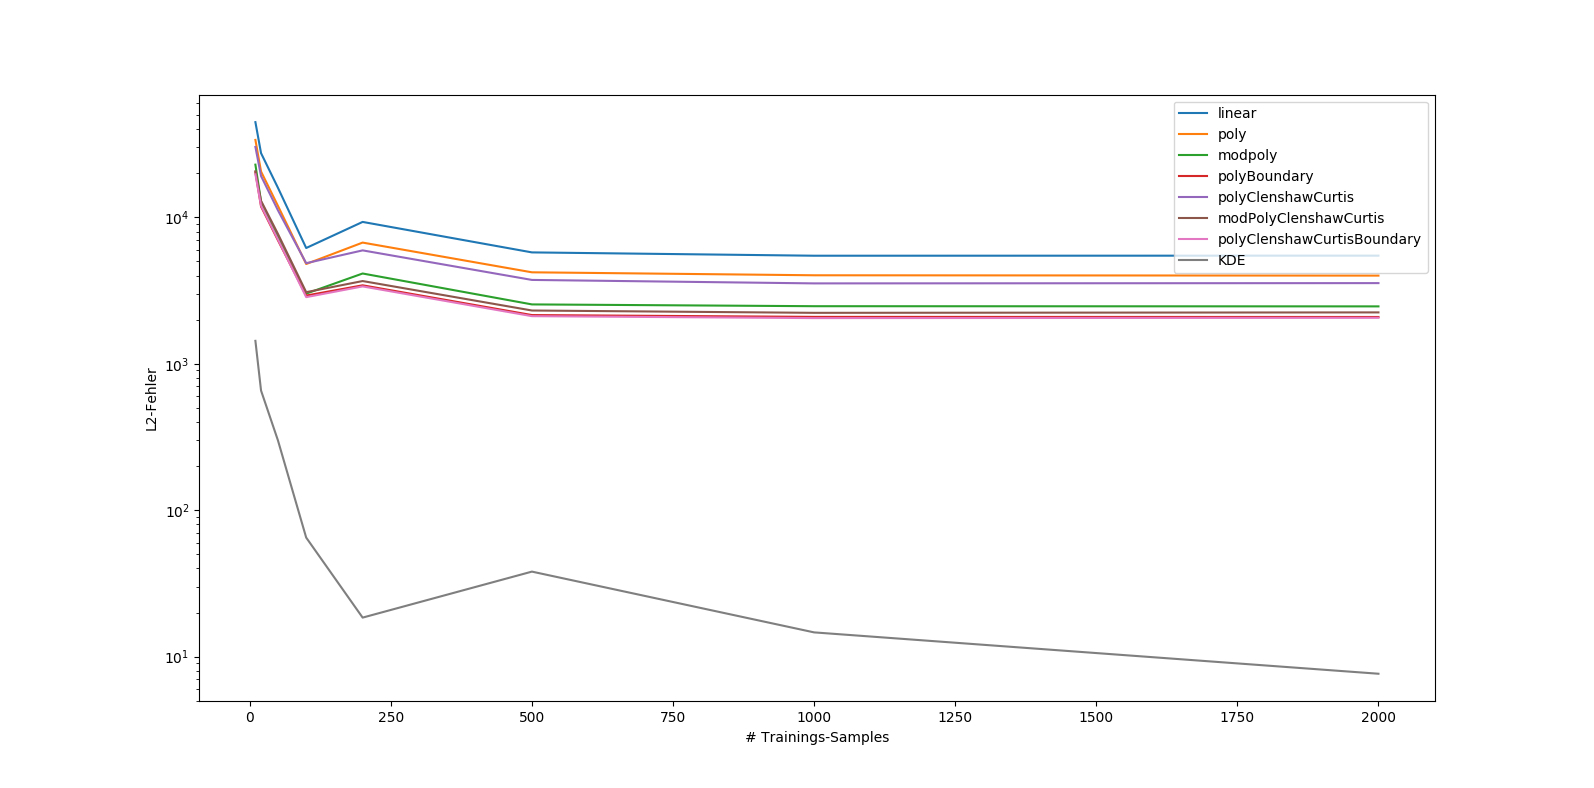 linear
poly
modpoly
polyBoundary
polyClenshawCurtis
modPolyClenshawCurtis
polyClenshawCurtisBoundary
KDE
10^4
10^3
10^2
10^1
L2-Fehler
0 250 500 750 1000 1250 1500 1750 2000
# Trainings-Samples